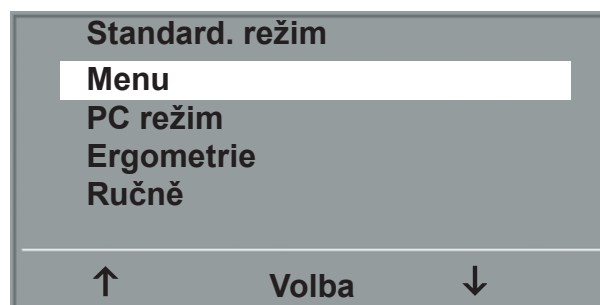 Standard. režim
Menu
PC režim
Ergometrie
Ručně
↑ Volba ↓